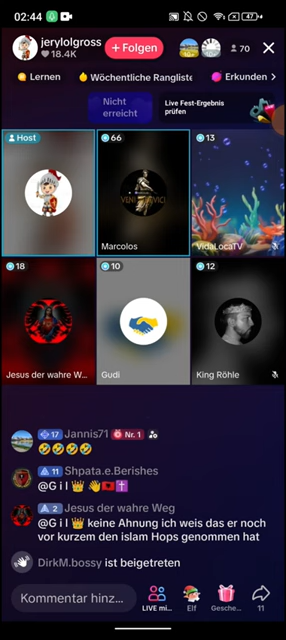 02:44
47
jerylolgross
18.4K
+ Folgen
70
Lernen
Wöchentliche Rangliste
Erkunden
Nicht erreicht
Live Fest-Ergebnis prüfen
Host
66
VENI VICI
Marcolos
13
VidaLocaTV
18
Jesus der wahre W...
10
Gudi
12
King Röhle
17 Jannis71 Nr. 1
11 Shpata.e.Berishes
@G i l 👑 👋🇦🇱✝️
2 Jesus der wahre Weg
@G i l 👑 keine Ahnung ich weis das er noch
vor kurzem den islam Hops genommen hat
DirkM.bossy ist beigetreten
Kommentar hinz...
LIVE mi...
Elf
Gesche...
11